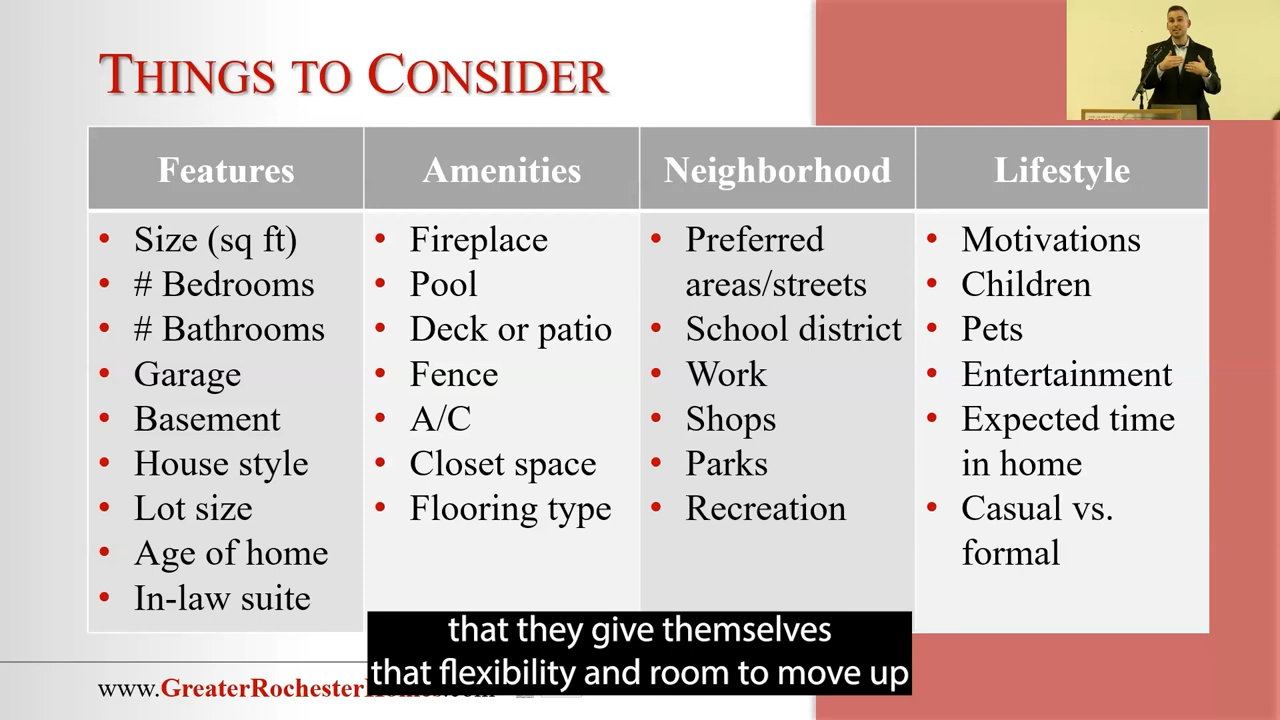 THINGS TO CONSIDER
Features
Size (sq ft)
# Bedrooms
# Bathrooms
Garage
Basement
House style
Lot size
Age of home
In-law suite
Amenities
Fireplace
Pool
Deck or patio
Fence
A/C
Closet space
Flooring type
Neighborhood
Preferred
areas/streets
School district
Work
Shops
Parks
Recreation
Lifestyle
Motivations
Children
Pets
Entertainment
Expected time
in home
Casual vs.
formal
that they give themselves
that flexibility and room to move up
www.GreaterRochesterHomes.com